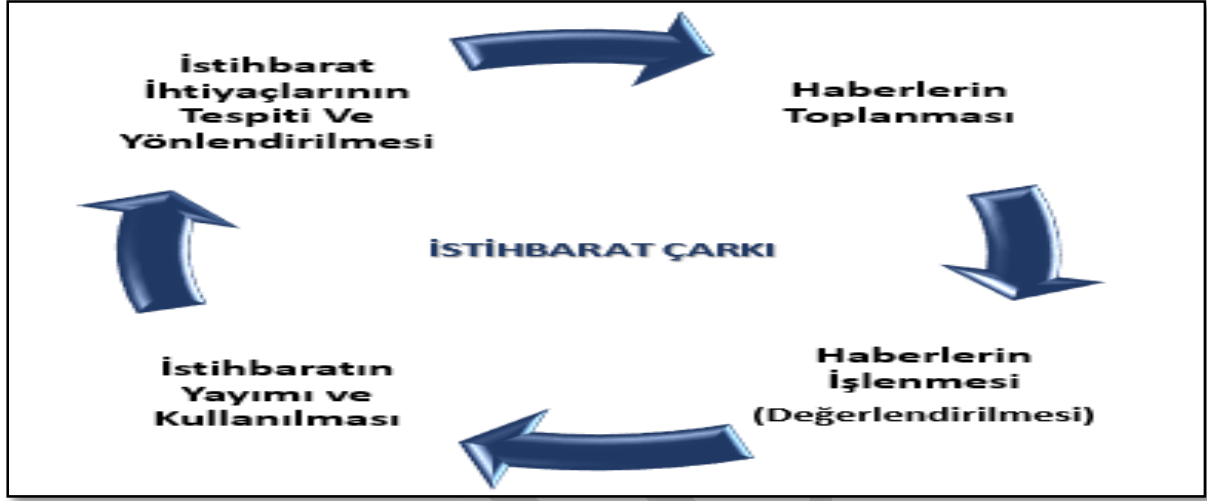 İstihbarat
İhtiyaçlarının
Tespiti Ve
Yönlendirilmesi
Haberlerin
Toplanması
İSTİHBARAT ÇARKI
Haberlerin
İşlenmesi
(Değerlendirilmesi)
İstihbaratın
Yayımı ve
Kullanılması